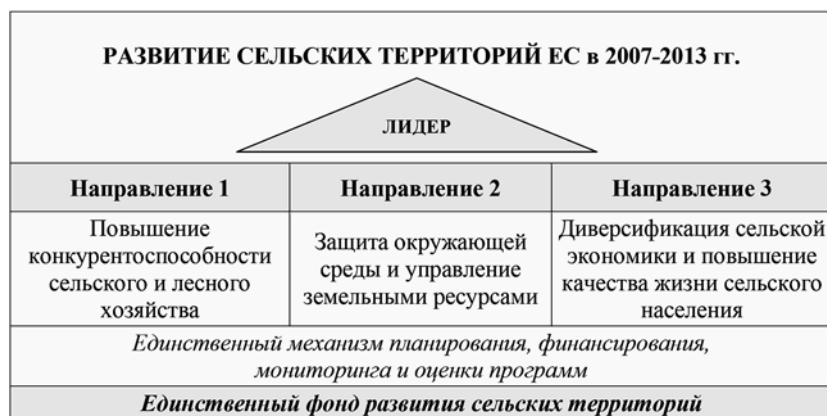 РАЗВИТИЕ СЕЛЬСКИХ ТЕРРИТОРИЙ ЕС в 2007-2013 гг.
ЛИДЕР
Направление 1
Направление 2
Направление 3
Повышение
конкурентоспособности
сельского и лесного
хозяйства
Защита окружающей
среды и управление
земельными ресурсами
Диверсификация сельской
экономики и повышение
качества жизни сельского
населения
Единственный механизм планирования, финансирования,
мониторинга и оценки программ
Единственный фонд развития сельских территорий